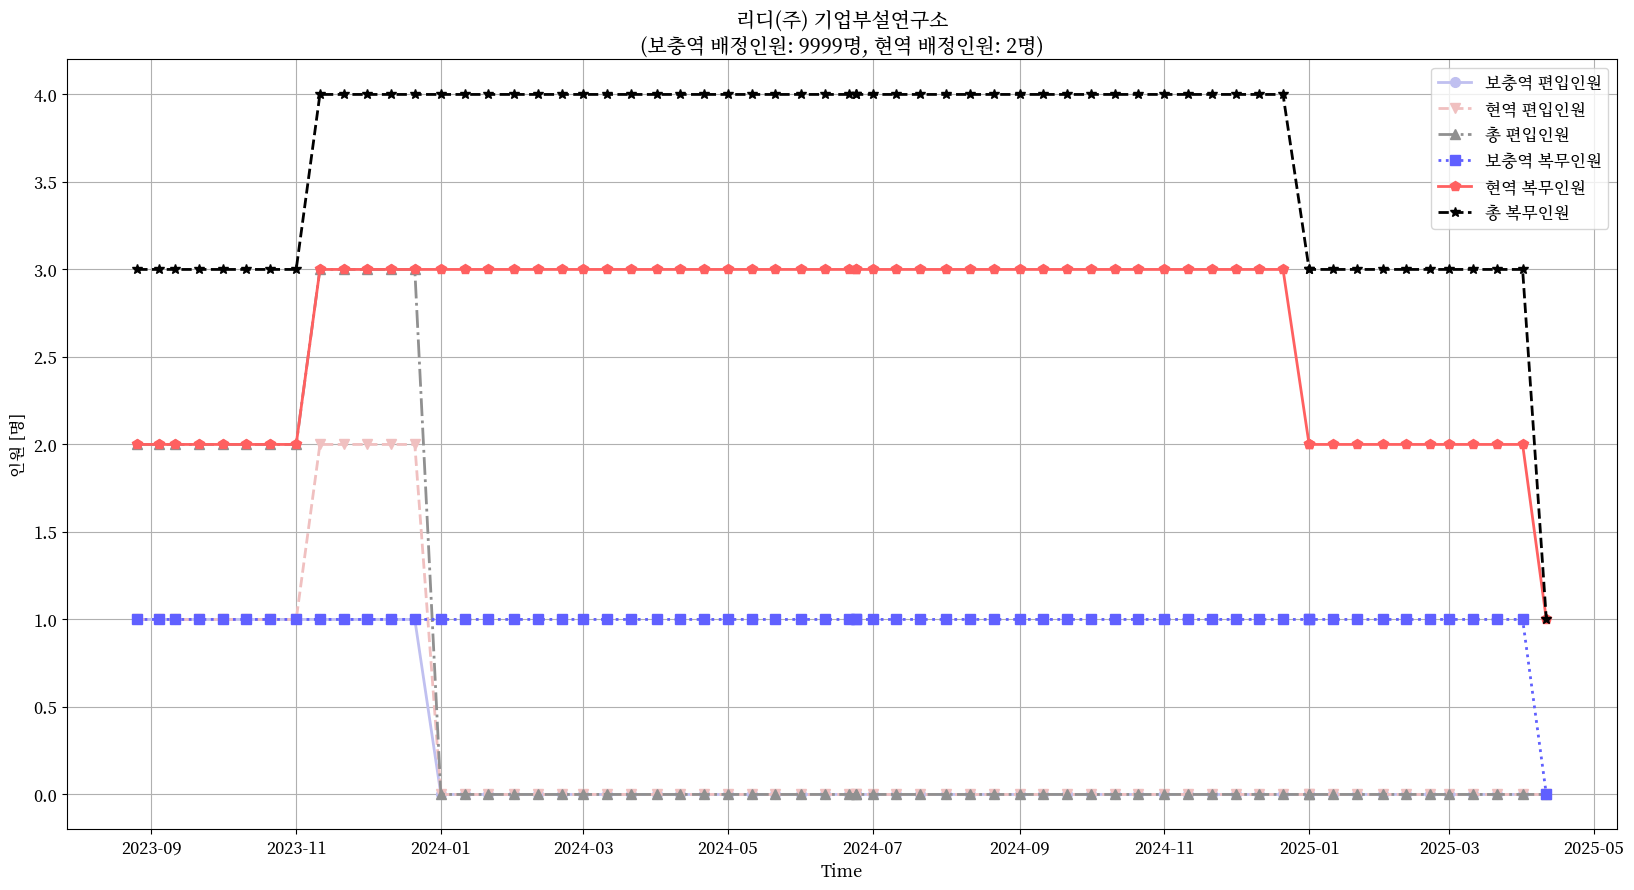 리디(주) 기업부설연구소
(보충역 배정인원: 9999명, 현역 배정인원: 2명)
보충역 편입인원
현역 편입인원
총 편입인원
보충역 복무인원
현역 복무인원
총 복무인원
인원 [명]
4.0
3.5
3.0
2.5
2.0
1.5
1.0
0.5
0.0
2023-09
2023-11
2024-01
2024-03
2024-05
2024-07
2024-09
2024-11
2025-01
2025-03
2025-05
Time